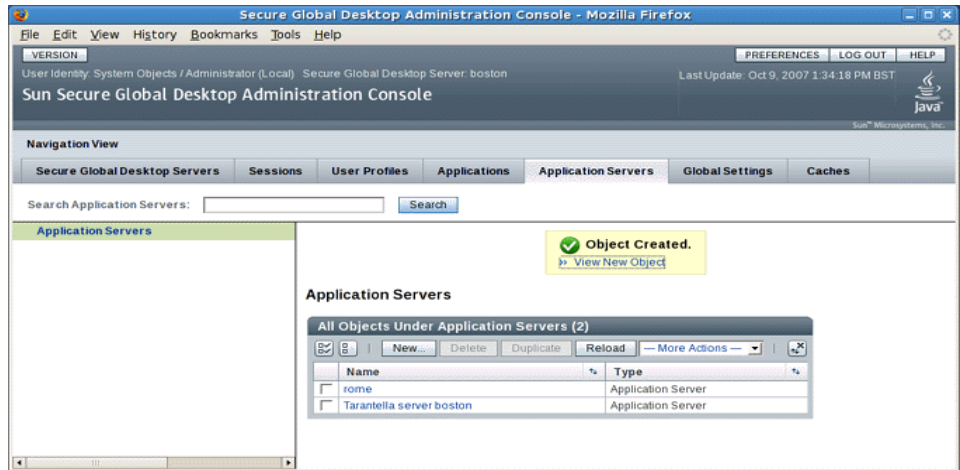 Secure Global Desktop Administration Console - Mozilla Firefox
File Edit View History Bookmarks Tools Help
VERSION PREFERENCES LOG OUT HELP
User Identity: System Objects / Administrator (Local) Secure Global Desktop Server: boston Last Update: Oct 9, 2007 1:34:18 PM BST
Sun Secure Global Desktop Administration Console
Java
Sun™ Microsystems, Inc.
Navigation View
Secure Global Desktop Servers Sessions User Profiles Applications Application Servers Global Settings Caches
Search Application Servers: Search
Application Servers
Object Created.
View New Object
Application Servers
All Objects Under Application Servers (2)
New... Delete Duplicate Reload — More Actions —
Name Type
rome Application Server
Tarantella server boston Application Server